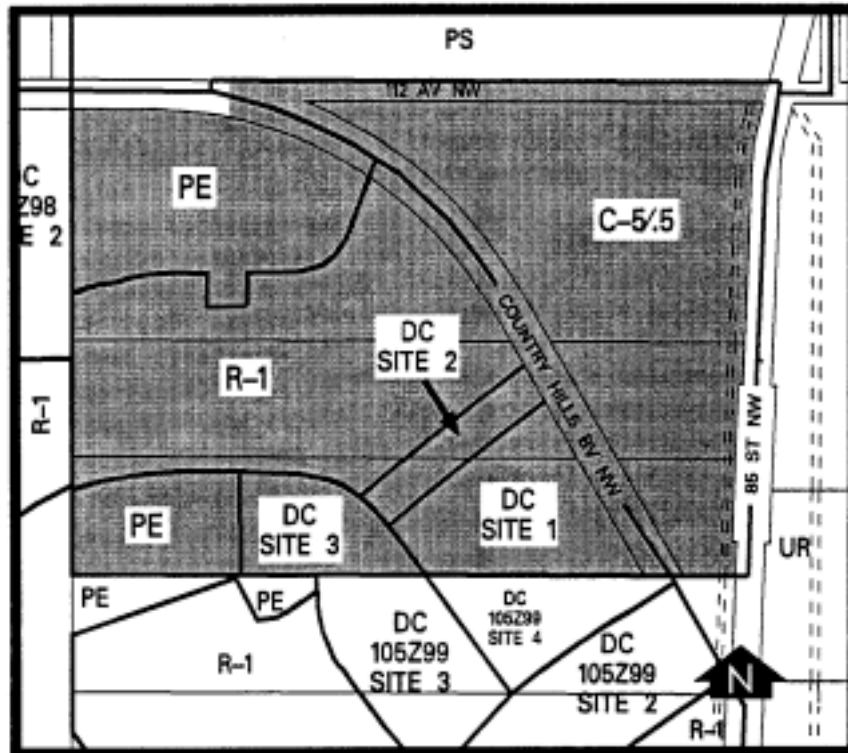 PS
112 AV NW
PE
C
Z98
E 2
C-5/.5
DC
SITE 2
COUNTRY HILLS BV NW
R-1
R-1
85 ST NW
PE
DC
SITE 3
DC
SITE 1
UR
PE
PE
DC
105Z99
SITE 4
DC
105Z99
SITE 3
R-1
DC
105Z99
SITE 2
N
R-1